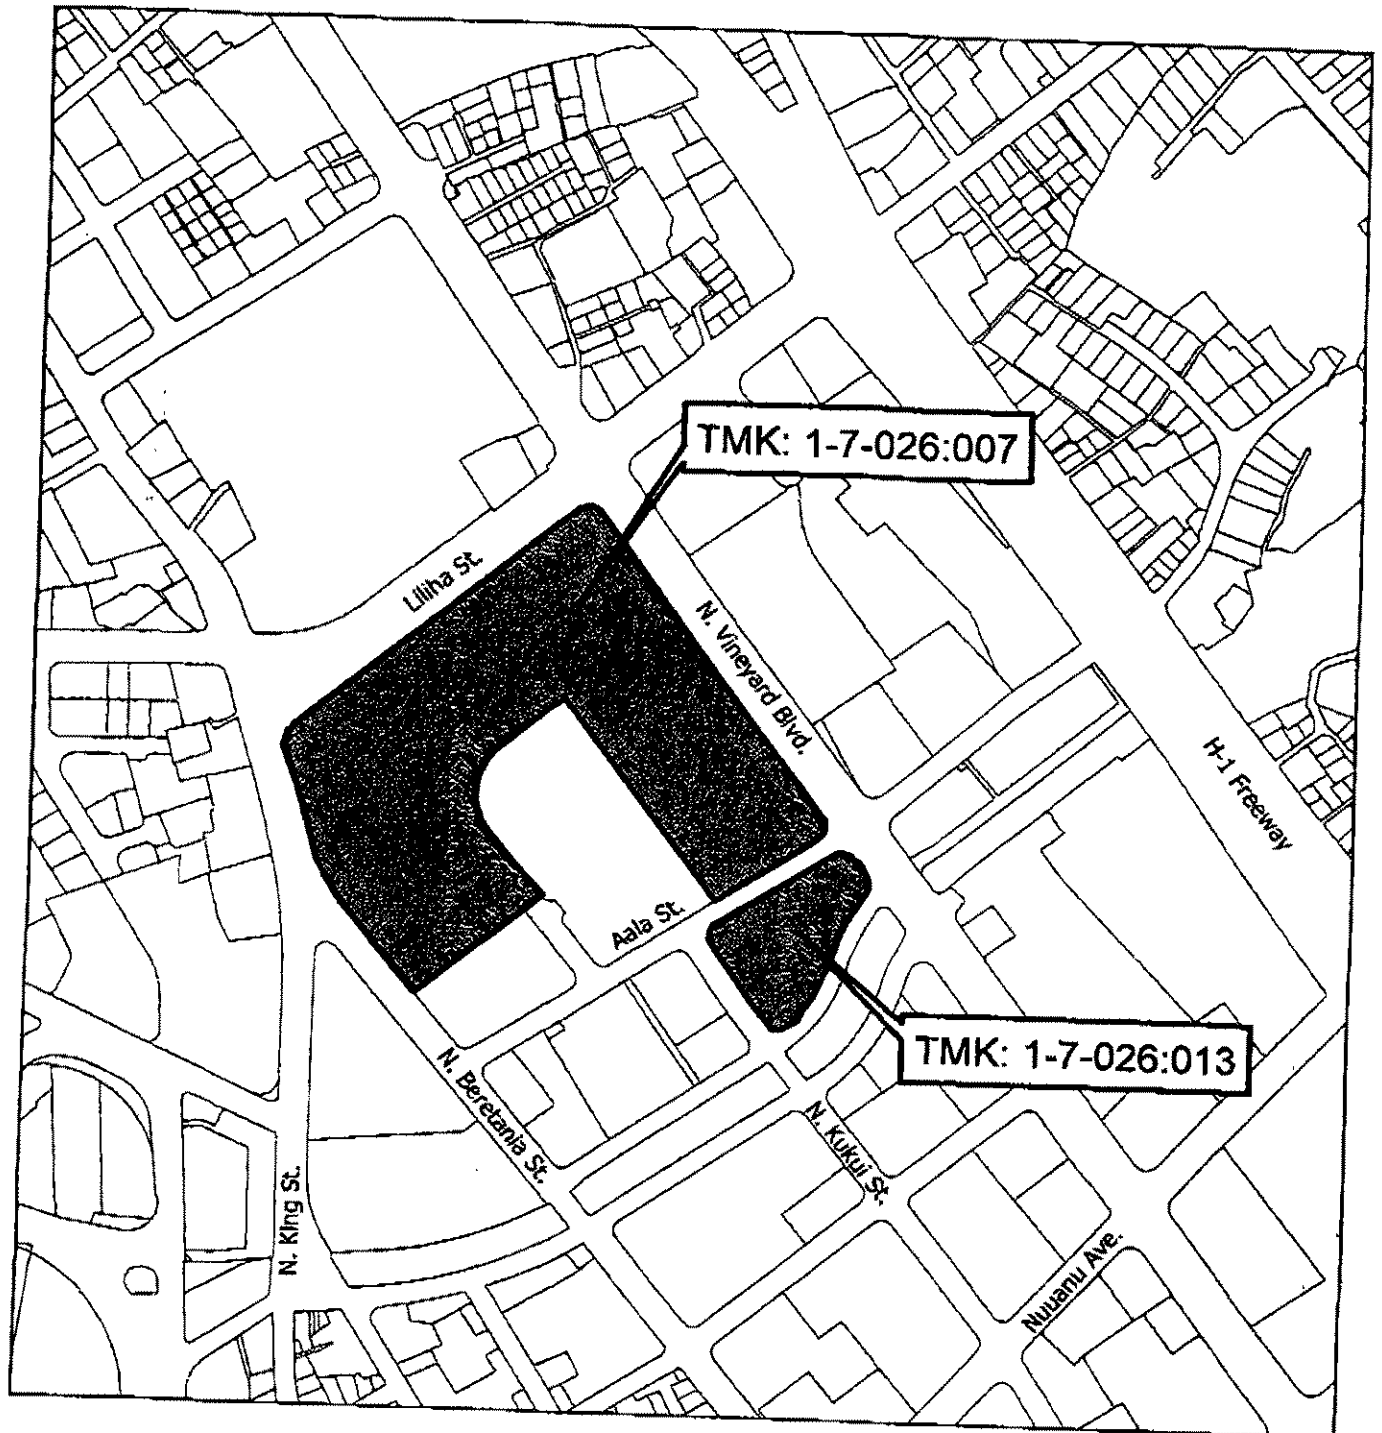 TMK: 1-7-026:007
Liliha St.
N. Vineyard Blvd.
H-1 Freeway
Aala St.
TMK: 1-7-026:013
N. Beretania St.
N. Kukui St.
N. King St.
Nuuanu Ave.